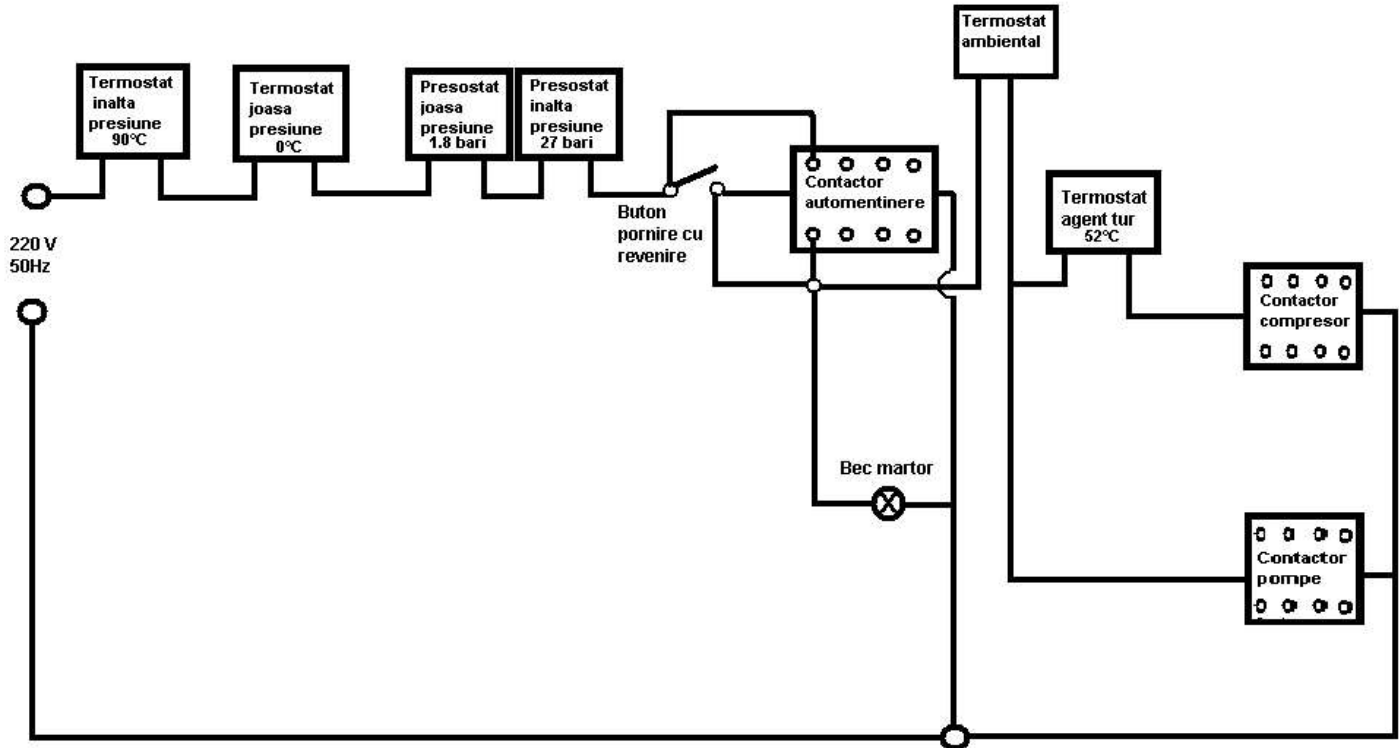 Termostat
ambiental
Termostat
inalta
presiune
90°C
Termostat
joasa
presiune
0°C
Presostat
joasa
presiune
1.8 bari
Presostat
inalta
presiune
27 bari
Contactor
automentinere
Termostat
agent tur
52°C
Buton
pornire cu
revenire
220 V
50Hz
Contactor
compresor
Bec martor
Contactor
pompe